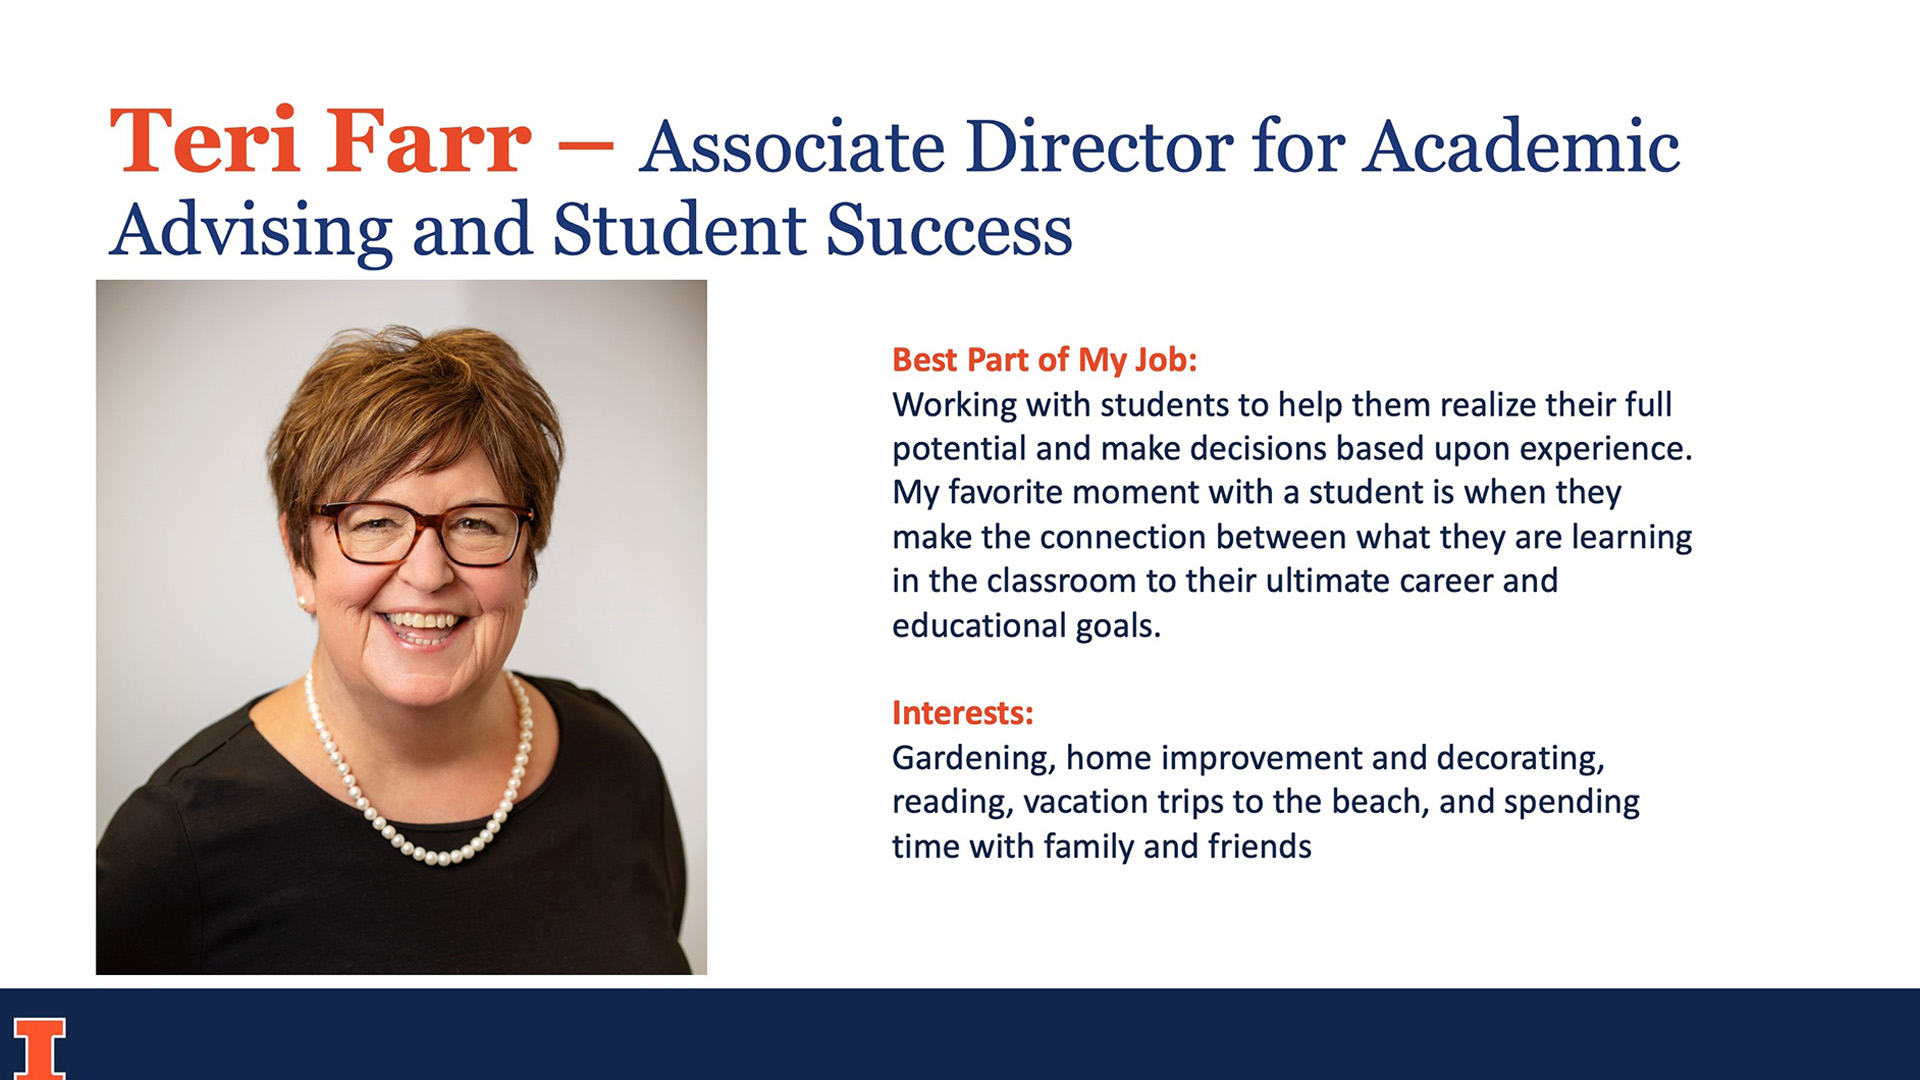 Teri Farr – Associate Director for Academic
Advising and Student Success
Best Part of My Job:
Working with students to help them realize their full
potential and make decisions based upon experience.
My favorite moment with a student is when they
make the connection between what they are learning
in the classroom to their ultimate career and
educational goals.
Interests:
Gardening, home improvement and decorating,
reading, vacation trips to the beach, and spending
time with family and friends
I